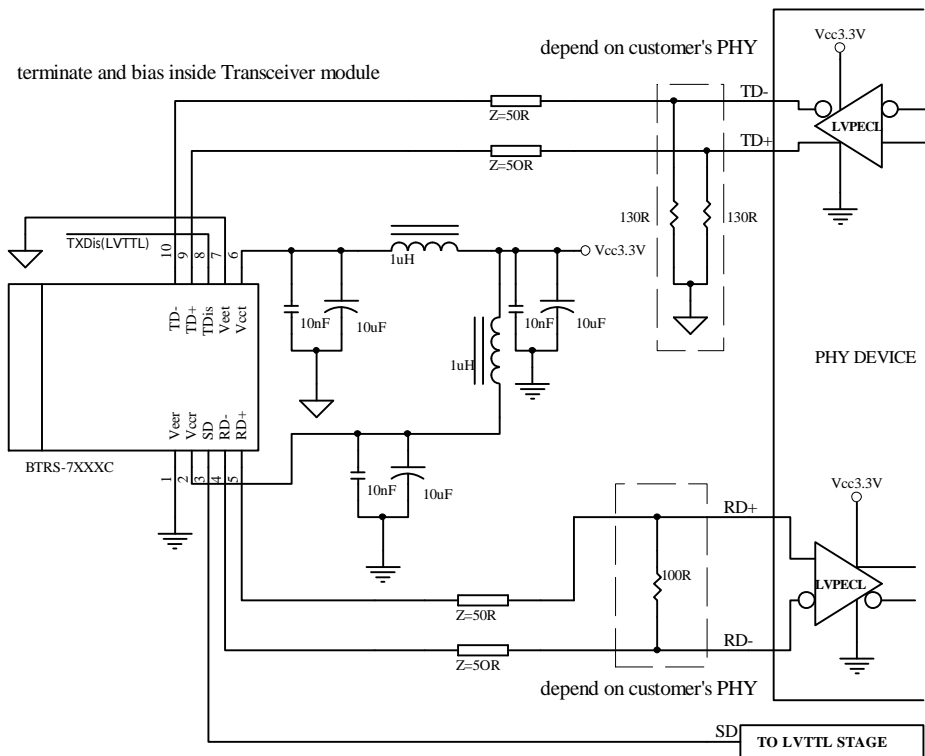 depend on customer's PHY
Vcc3.3V
terminate and bias inside Transceiver module
TD-
Z=50R
LVPECL
TD+
Z=5OR
130R
130R
TXDis(LVTTL)
10
9
8
7
6
1uH
Vcc3.3V
TD-
TD+
TDis
Veet
Vcct
10nF
10uF
10nF
10uF
1uH
PHY DEVICE
Veer
Vccr
SD
RD-
RD+
BTRS-7XXXC
1
2
3
4
5
10nF
10uF
Vcc3.3V
RD+
100R
LVPECL
Z=50R
RD-
Z=5OR
depend on customer's PHY
SD
TO LVTTL STAGE